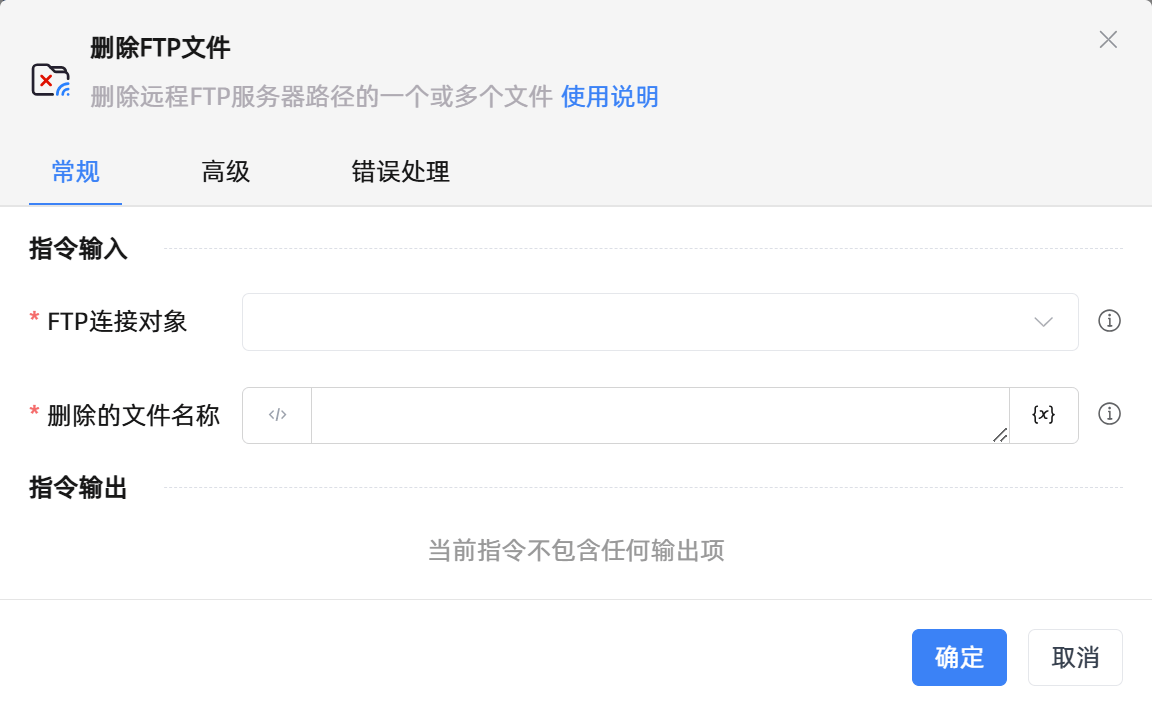 删除FTP文件
删除远程FTP服务器路径的一个或多个文件 使用说明
常规 高级 错误处理
指令输入
* FTP连接对象
* 删除的文件名称 </> {x}
指令输出
当前指令不包含任何输出项
确定 取消